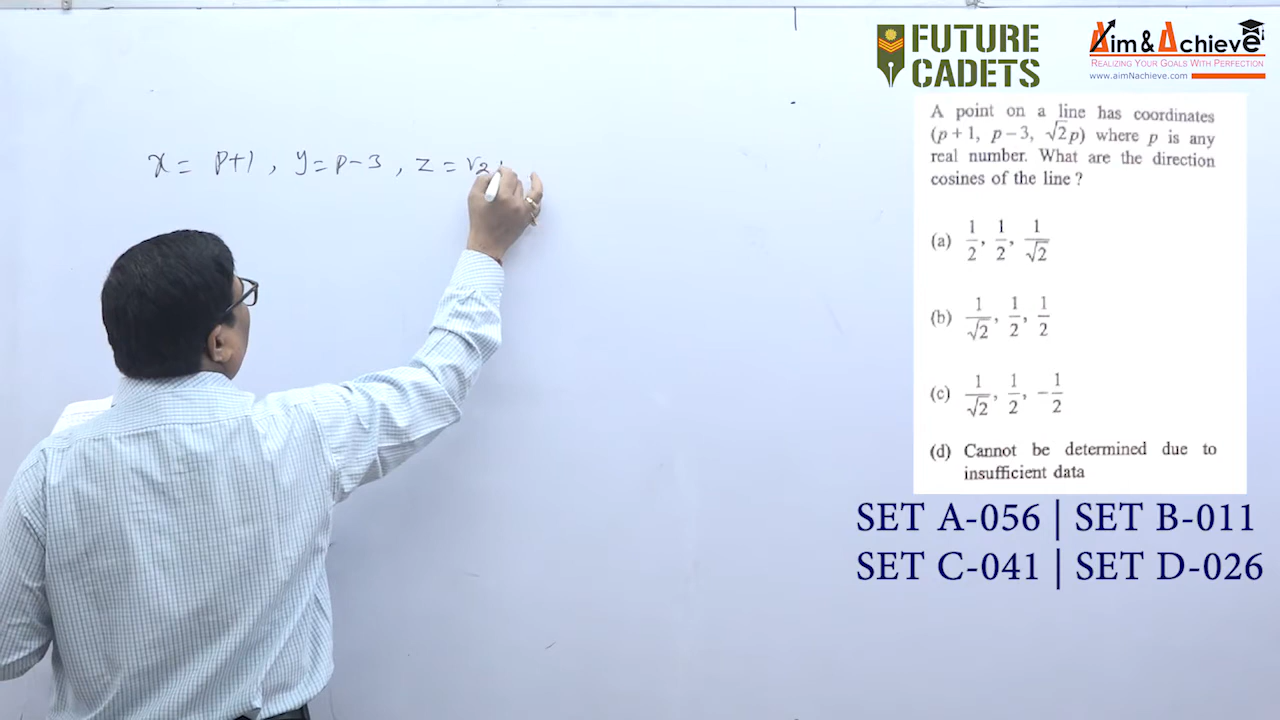 FUTURE
CADETS
Aim & Achieve
REALIZING YOUR GOALS WITH PERFECTION
www.aimNachieve.com
x = p+1, y = p-3, z = √2
A point on a line has coordinates
(p+1, p-3, √2p) where p is any
real number. What are the direction
cosines of the line ?
(a) 1/2, 1/2, 1/√2
(b) 1/√2, 1/2, 1/2
(c) 1/√2, 1/2, -1/2
(d) Cannot be determined due to
insufficient data
SET A-056 | SET B-011
SET C-041 | SET D-026